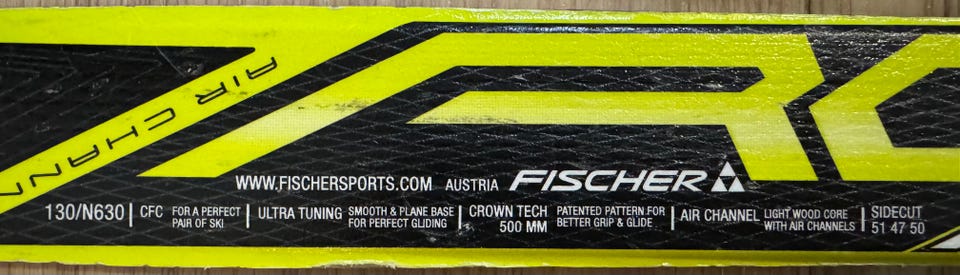 AIR CHANN
RC
WWW.FISCHERSPORTS.COM AUSTRIA FISCHER
130/N630 | CFC FOR A PERFECT PAIR OF SKI | ULTRA TUNING SMOOTH & PLANE BASE FOR PERFECT GLIDING | CROWN TECH 500 MM PATENTED PATTERN FOR BETTER GRIP & GLIDE | AIR CHANNEL LIGHT WOOD CORE WITH AIR CHANNELS | SIDECUT 51 47 50